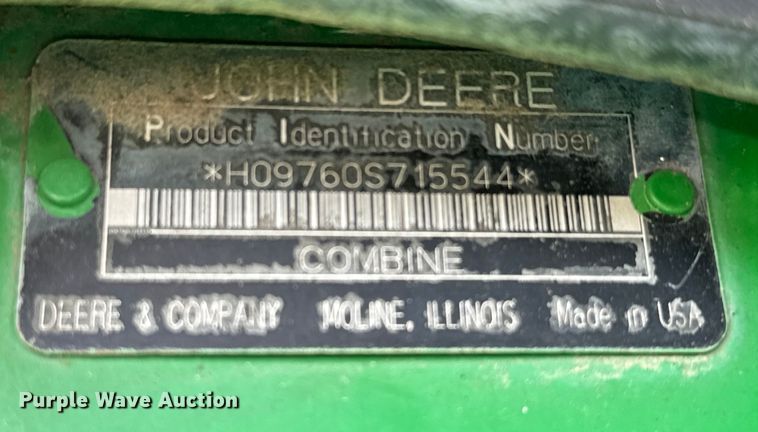 JOHN DEERE
Product Identification Number
*H09760S715544*
COMBINE
DEERE & COMPANY MOLINE, ILLINOIS Made in USA
Purple Wave Auction